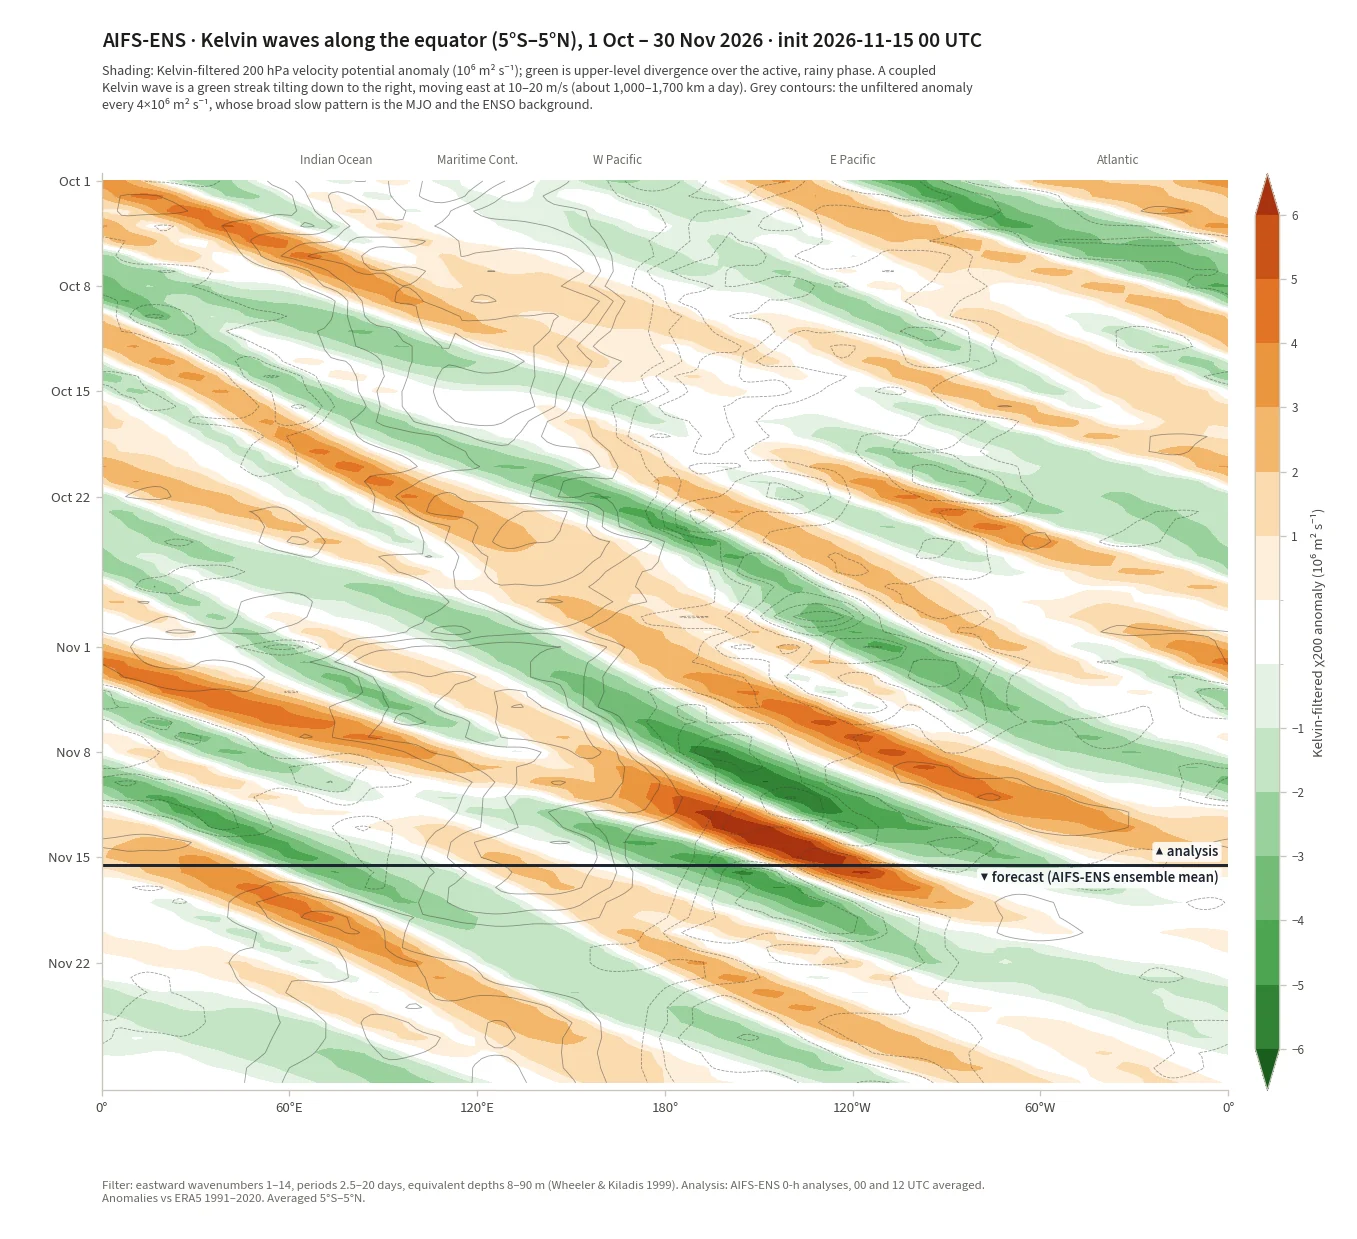 AIFS-ENS · Kelvin waves along the equator (5°S–5°N), 1 Oct – 30 Nov 2026 · init 2026-11-15 00 UTC
Shading: Kelvin-filtered 200 hPa velocity potential anomaly (10⁶ m² s⁻¹); green is upper-level divergence over the active, rainy phase. A coupled
Kelvin wave is a green streak tilting down to the right, moving east at 10–20 m/s (about 1,000–1,700 km a day). Grey contours: the unfiltered anomaly
every 4×10⁶ m² s⁻¹, whose broad slow pattern is the MJO and the ENSO background.
Indian Ocean Maritime Cont. W Pacific E Pacific Atlantic
Oct 1
Oct 8
Oct 15
Oct 22
Nov 1
Nov 8
Nov 15
Nov 22
▲ analysis
▼ forecast (AIFS-ENS ensemble mean)
0° 60°E 120°E 180° 120°W 60°W 0°
6
5
4
3
2
1
−1
−2
−3
−4
−5
−6
Kelvin-filtered χ200 anomaly (10⁶ m² s⁻¹)
Filter: eastward wavenumbers 1–14, periods 2.5–20 days, equivalent depths 8–90 m (Wheeler & Kiladis 1999). Analysis: AIFS-ENS 0-h analyses, 00 and 12 UTC averaged.
Anomalies vs ERA5 1991–2020. Averaged 5°S–5°N.